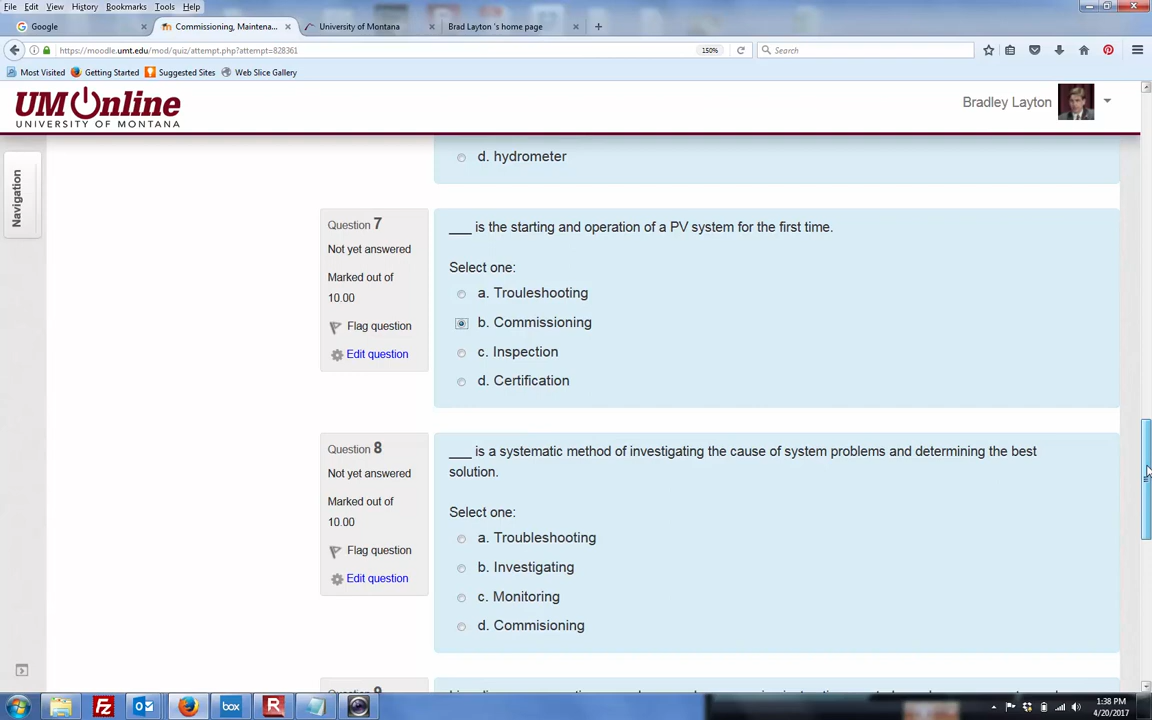 File Edit View History Bookmarks Tools Help
Google
Commissioning, Maintena...
University of Montana
Brad Layton 's home page
https://moodle.umt.edu/mod/quiz/attempt.php?attempt=828361
150%
Search
Most Visited Getting Started Suggested Sites Web Slice Gallery
UMOnline
UNIVERSITY OF MONTANA
Bradley Layton
Navigation
d. hydrometer
Question 7
Not yet answered
Marked out of
10.00
Flag question
Edit question
___ is the starting and operation of a PV system for the first time.
Select one:
a. Trouleshooting
b. Commissioning
c. Inspection
d. Certification
Question 8
Not yet answered
Marked out of
10.00
Flag question
Edit question
___ is a systematic method of investigating the cause of system problems and determining the best
solution.
Select one:
a. Troubleshooting
b. Investigating
c. Monitoring
d. Commisioning
1:38 PM
4/20/2017